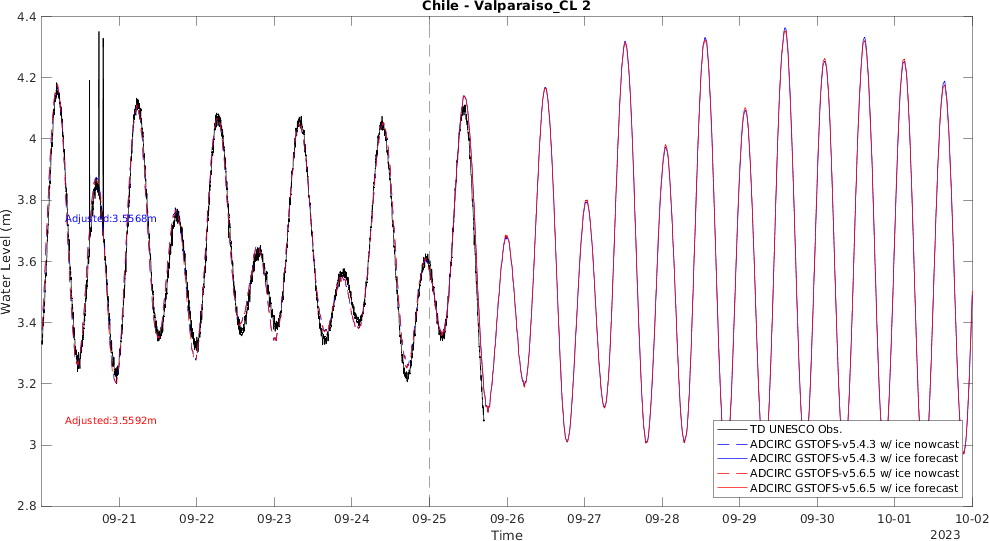 Chile - Valparaiso_CL 2
4.4
4.2
4
3.8
3.6
3.4
3.2
3
2.8
Water Level (m)
Adjusted:3.5568m
Adjusted:3.5592m
TD UNESCO Obs.
ADCIRC GSTOFS-v5.4.3 w/ ice nowcast
ADCIRC GSTOFS-v5.4.3 w/ ice forecast
ADCIRC GSTOFS-v5.6.5 w/ ice nowcast
ADCIRC GSTOFS-v5.6.5 w/ ice forecast
09-21 09-22 09-23 09-24 09-25 09-26 09-27 09-28 09-29 09-30 10-01 10-02
Time
2023